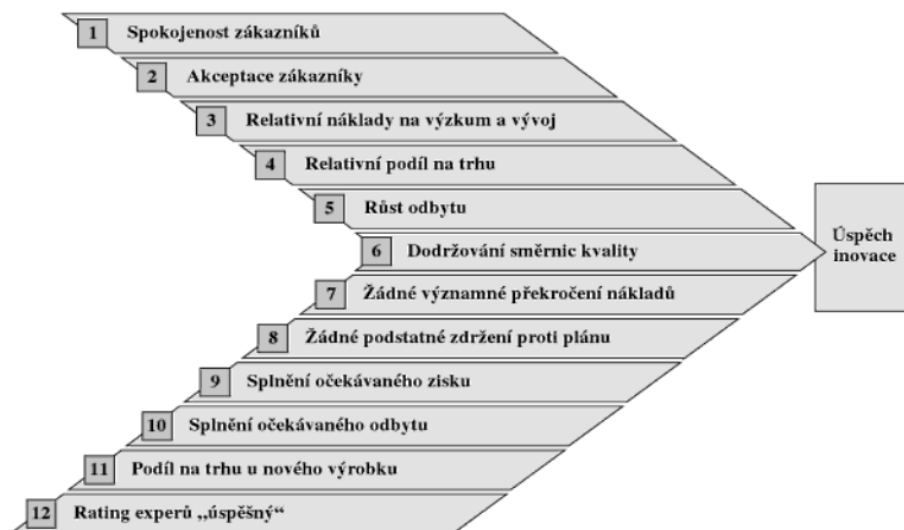 1 Spokojenost zákazníků
2 Akceptace zákazníky
3 Relativní náklady na výzkum a vývoj
4 Relativní podíl na trhu
5 Růst odbytu
6 Dodržování směrnic kvality
7 Žádné významné překročení nákladů
8 Žádné podstatné zdržení proti plánu
9 Splnění očekávaného zisku
10 Splnění očekávaného odbytu
11 Podíl na trhu u nového výrobku
12 Rating experů „úspěšný“
Úspěch
inovace